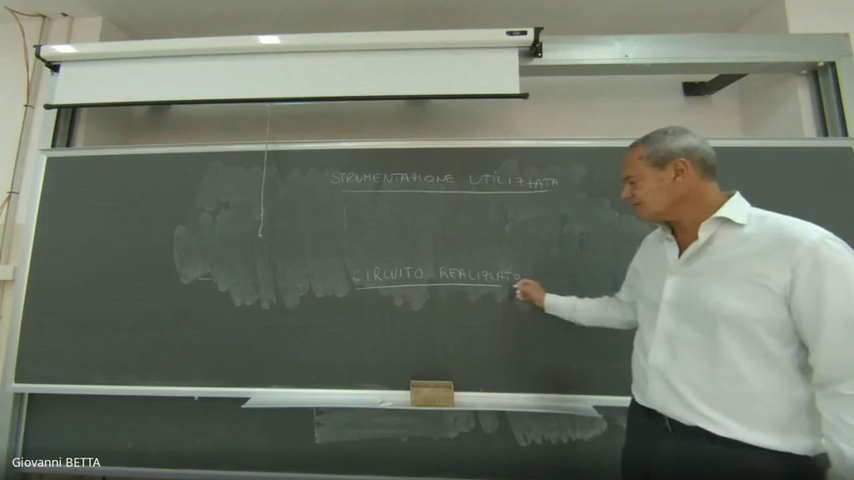 STRUMENTAZIONE UTILIZZATA
CIRCUITO REALIZZATO
Giovanni BETTA